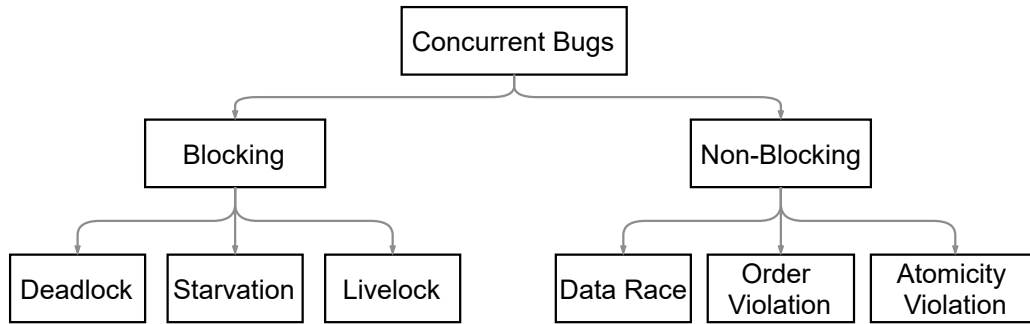 Concurrent Bugs
Blocking
Non-Blocking
Deadlock
Starvation
Livelock
Data Race
Order
Violation
Atomicity
Violation